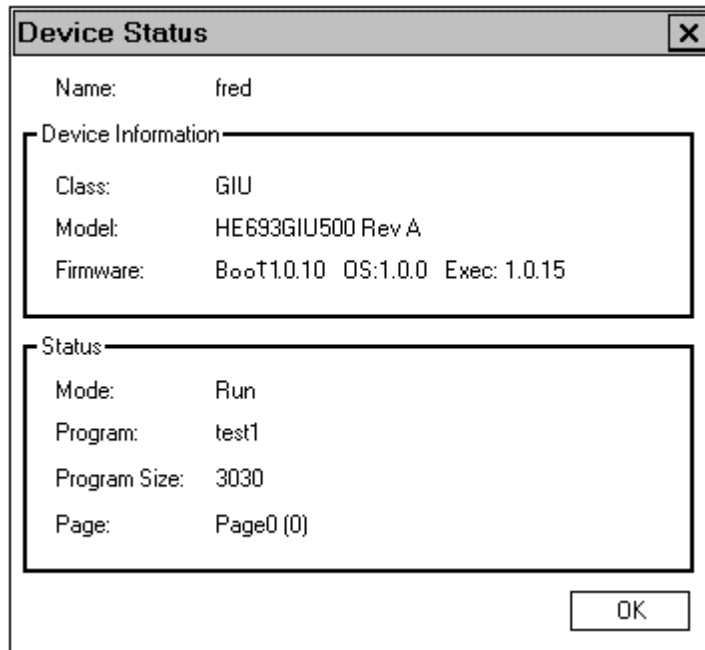 Device Status
Name: fred
Device Information
Class: GIU
Model: HE693GIU500 Rev A
Firmware: Boot1.0.10 OS:1.0.0 Exec: 1.0.15
Status
Mode: Run
Program: test1
Program Size: 3030
Page: Page0 (0)
OK